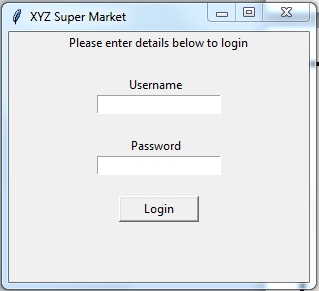 XYZ Super Market
Please enter details below to login
Username
Password
Login